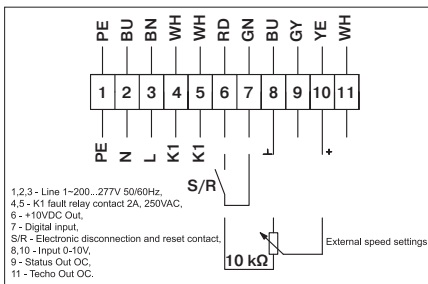 PE BU BN WH WH RD GN BU GY YE WH
1 2 3 4 5 6 7 8 9 10 11
PE N L K1 K1 ⊥ +
S/R
1,2,3 - Line 1~200...277V 50/60Hz,
4,5 - K1 fault relay contact 2A, 250VAC,
6 - +10VDC Out,
7 - Digital input,
S/R - Electronic disconnection and reset contact,
8,10 - Input 0-10V,
9 - Status Out OC,
11 - Techo Out OC.
10 kΩ
External speed settings